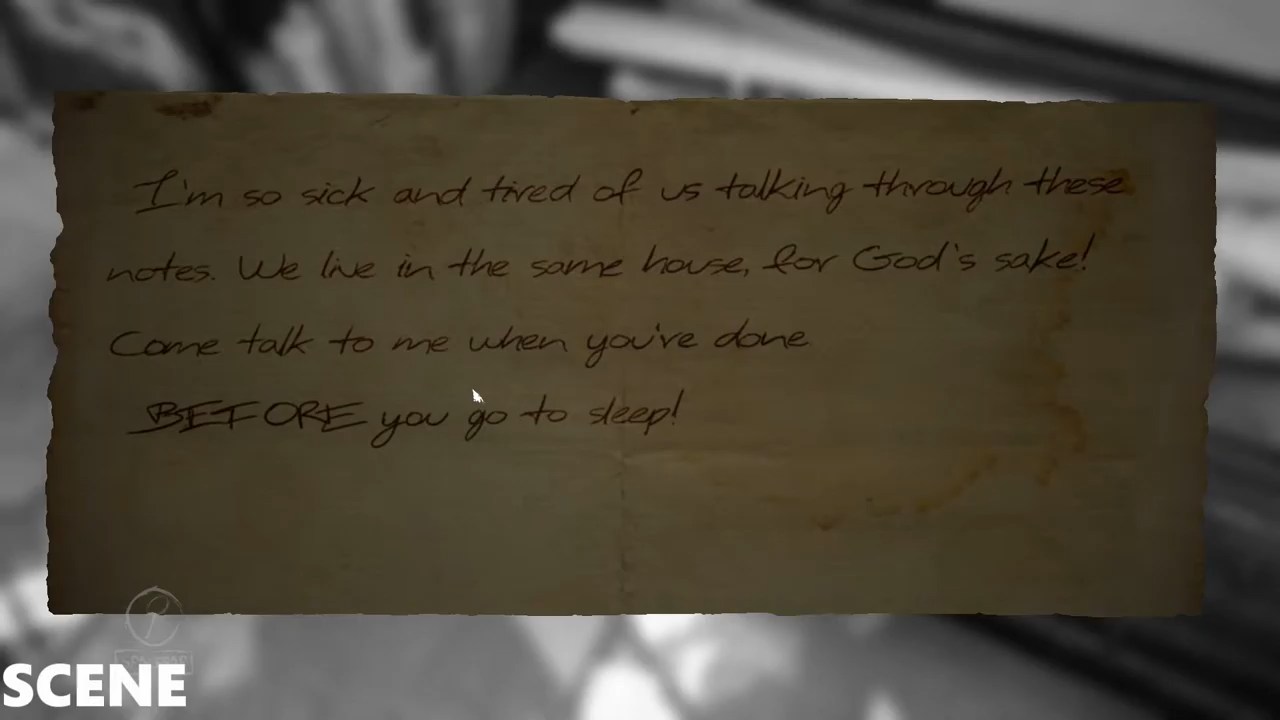 I'm so sick and tired of us talking through these
notes. We live in the same house, for God's sake!
Come talk to me when you're done
BEFORE you go to sleep!
SCENE